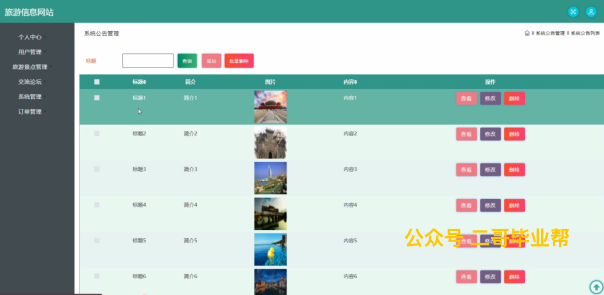 旅游信息网站
个人中心
用户管理
旅游景点管理
交流论坛
系统管理
订单管理
系统公告管理
系统公告管理 系统公告列表
标题 查询 添加 批量删除
标题 简介 图片 内容 操作
标题1 简介1 内容1 查看 修改 删除
标题2 简介2 内容2 查看 修改 删除
标题3 简介3 内容3 查看 修改 删除
标题4 简介4 内容4 查看 修改 删除
标题5 简介5 内容5 查看 修改 删除
公众号 二哥毕业帮
标题6 简介6 内容6 查看 修改 删除